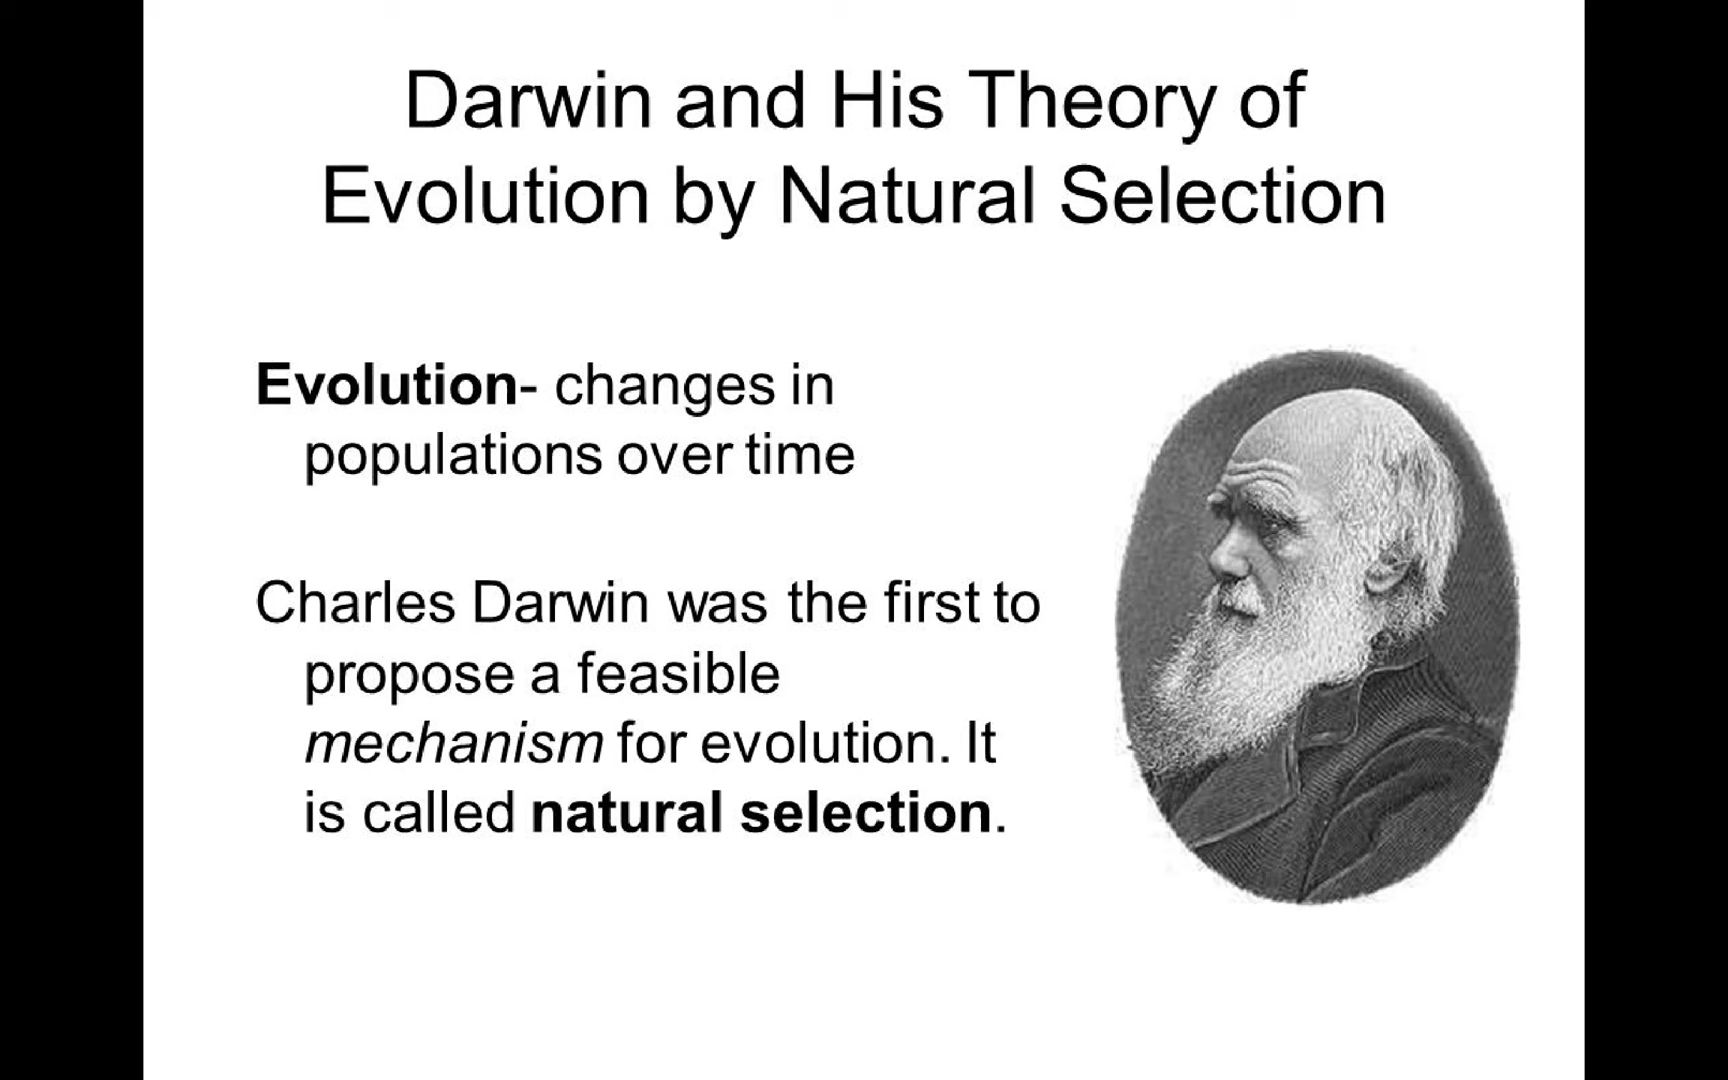 Darwin and His Theory of
Evolution by Natural Selection
Evolution- changes in
populations over time
Charles Darwin was the first to
propose a feasible
mechanism for evolution. It
is called natural selection.